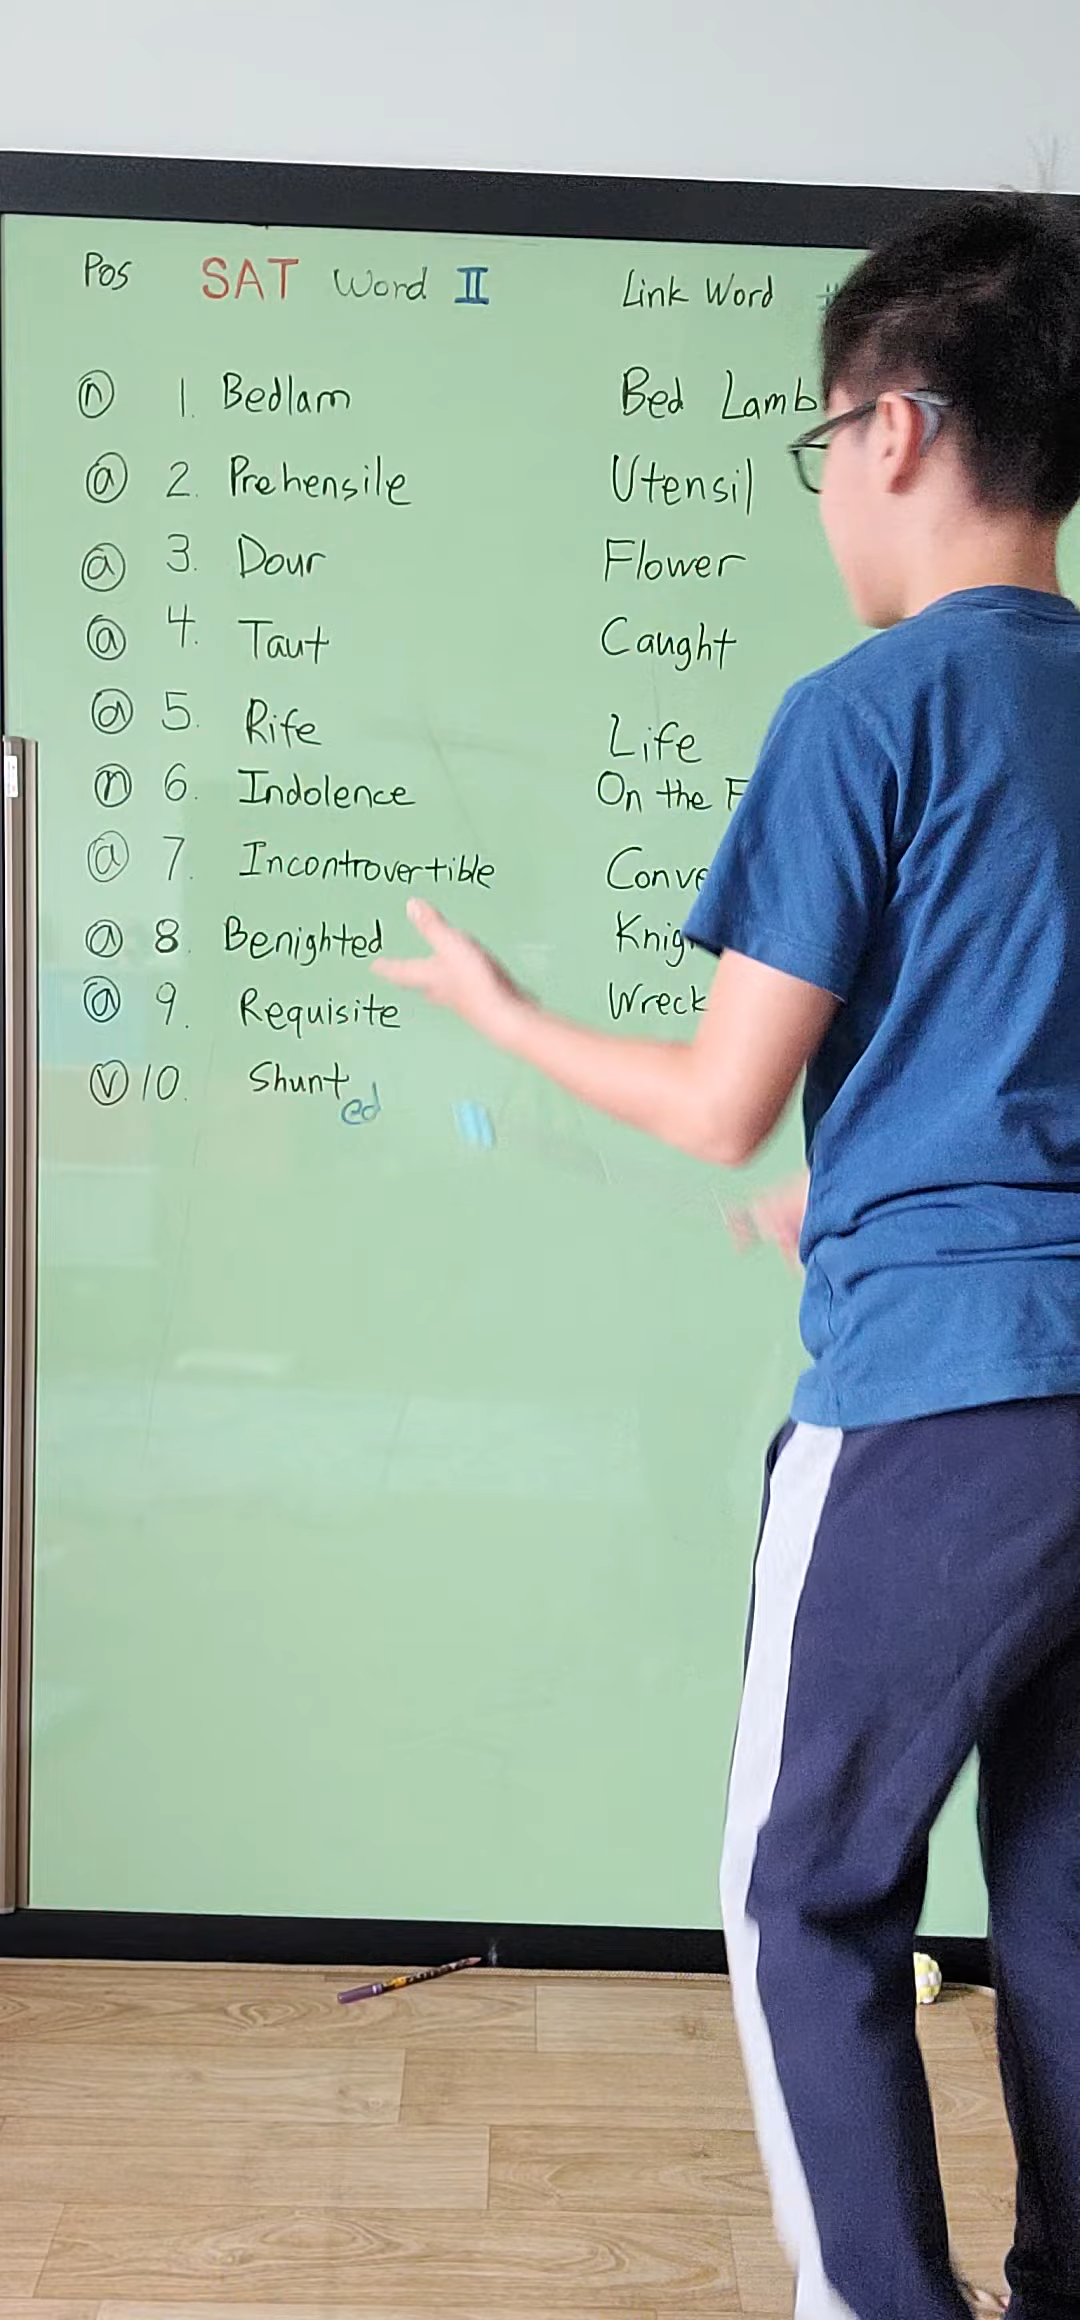 Pos SAT Word II Link Word
n 1. Bedlam Bed Lamb
a 2. Prehensile Utensil
a 3. Dour Flower
a 4. Taut Caught
a 5. Rife Life
n 6. Indolence On the
a 7. Incontrovertible
a 8. Benighted
a 9. Requisite Wreck
v 10. Shunted